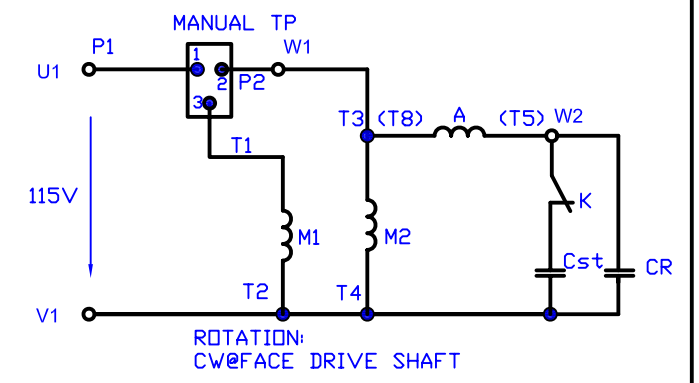 MANUAL TP
P1
1
W1
U1
2
P2
3
T3 (T8)
A
(T5)
W2
T1
115V
K
M1
M2
Cst
CR
T2
T4
V1
ROTATION:
CW@FACE DRIVE SHAFT